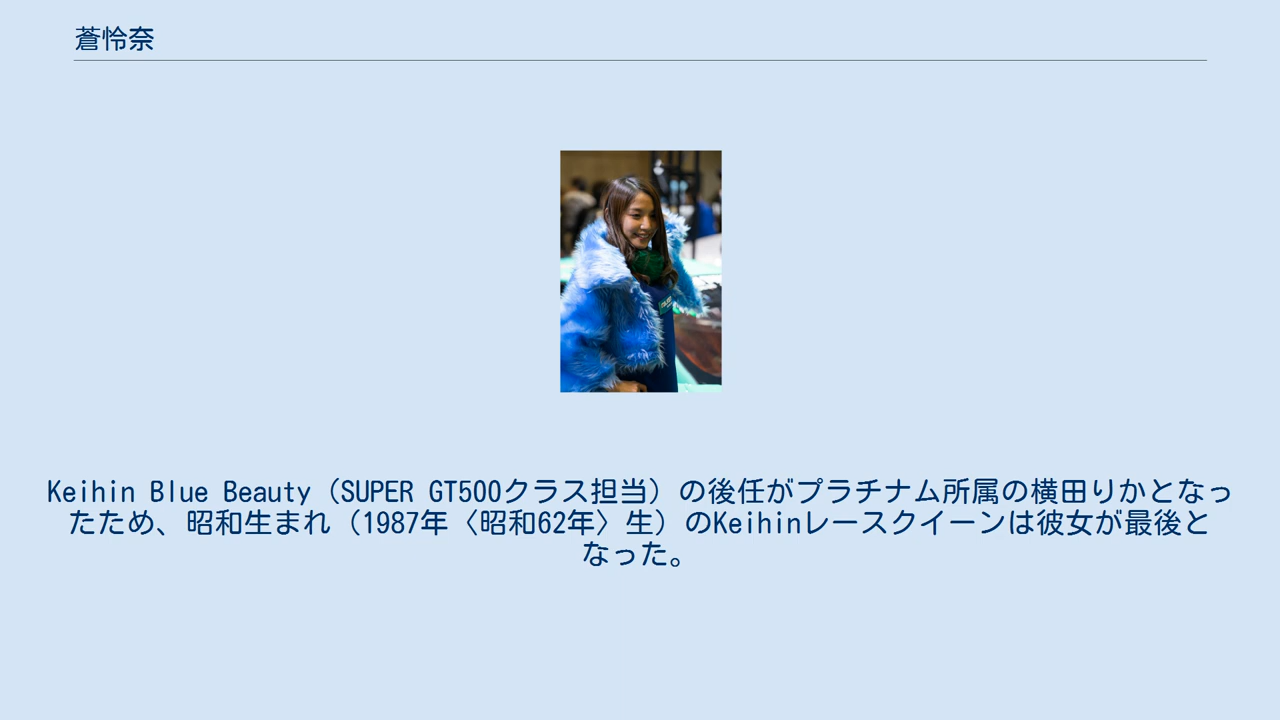 蒼怜奈
Keihin Blue Beauty（SUPER GT500クラス担当）の後任がプラチナム所属の横田りかとなっ
たため、昭和生まれ（1987年〈昭和62年〉生）のKeihinレースクイーンは彼女が最後と
なった。